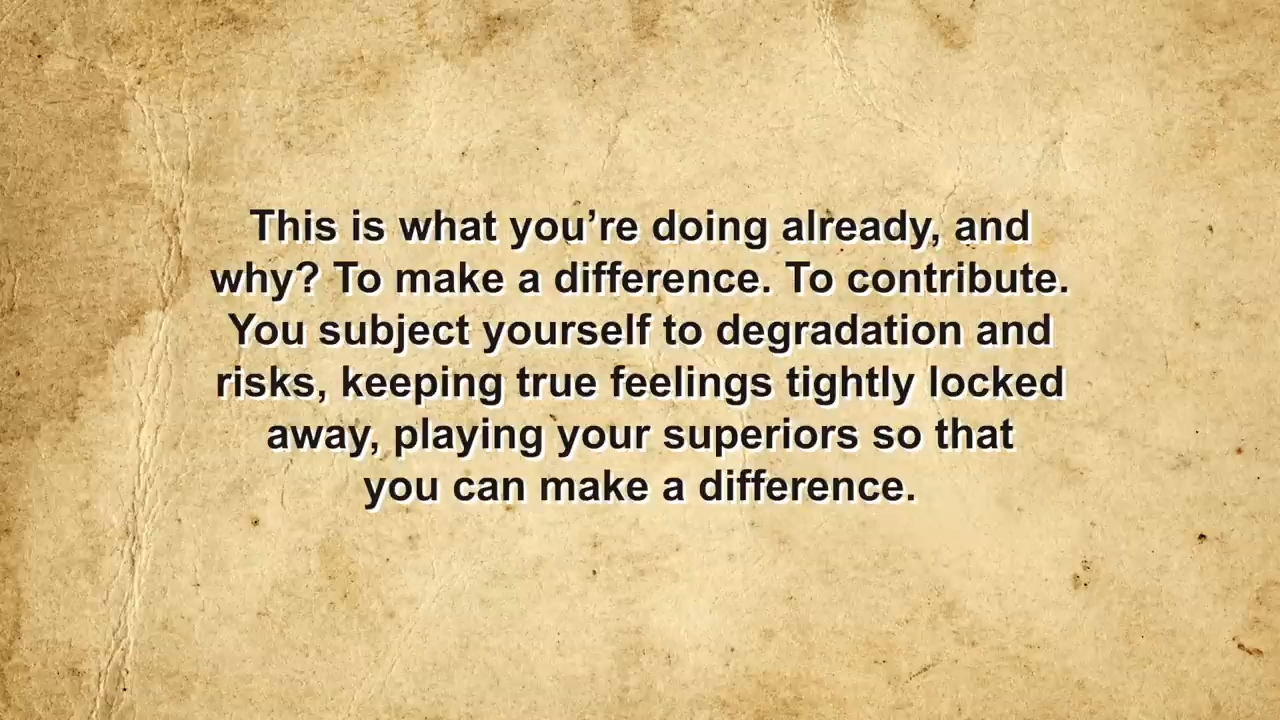 This is what you’re doing already, and
why? To make a difference. To contribute.
You subject yourself to degradation and
risks, keeping true feelings tightly locked
away, playing your superiors so that
you can make a difference.